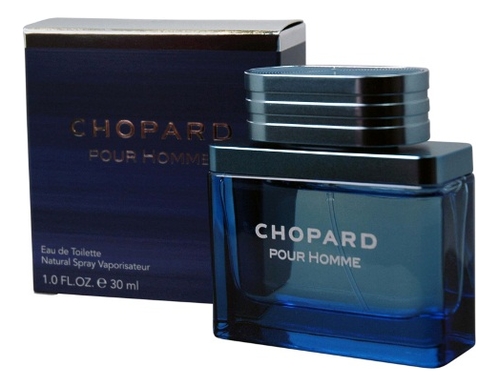 CHOPARD
POUR HOMME
Eau de Toilette
Natural Spray Vaporisateur
1.0 FL.OZ. ℮ 30 ml
CHOPARD
POUR HOMME